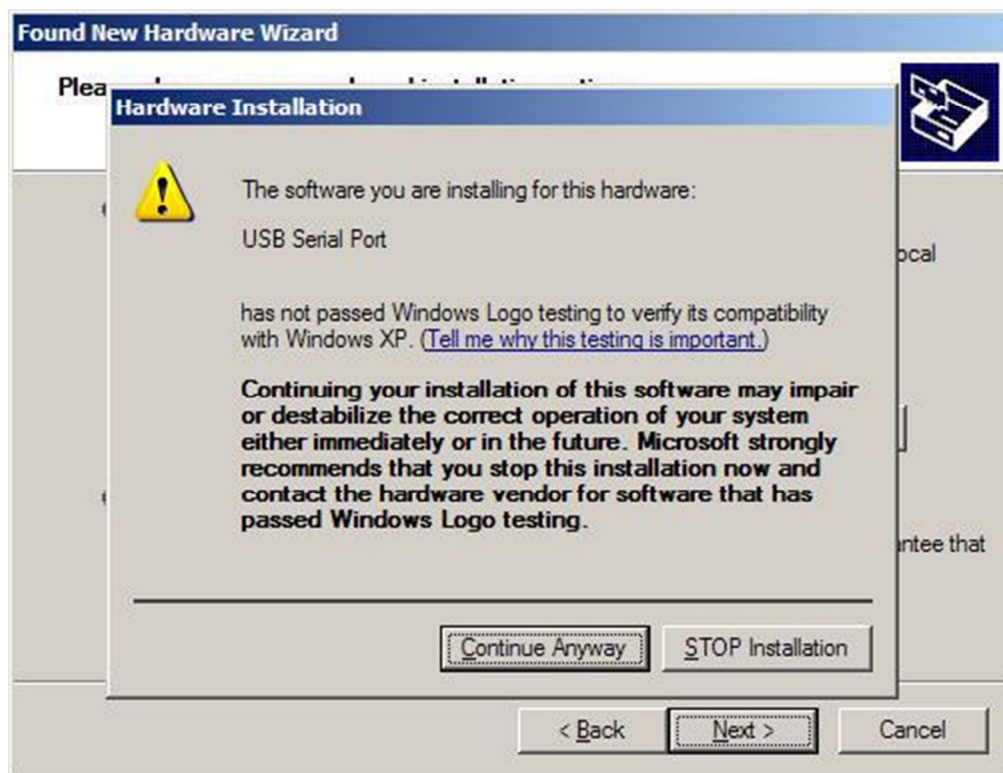 Found New Hardware Wizard
Plea
Hardware Installation
The software you are installing for this hardware:
USB Serial Port
ocal
has not passed Windows Logo testing to verify its compatibility
with Windows XP. (Tell me why this testing is important.)
Continuing your installation of this software may impair
or destabilize the correct operation of your system
either immediately or in the future. Microsoft strongly
recommends that you stop this installation now and
contact the hardware vendor for software that has
passed Windows Logo testing.
antee that
Continue Anyway
STOP Installation
< Back
Next >
Cancel